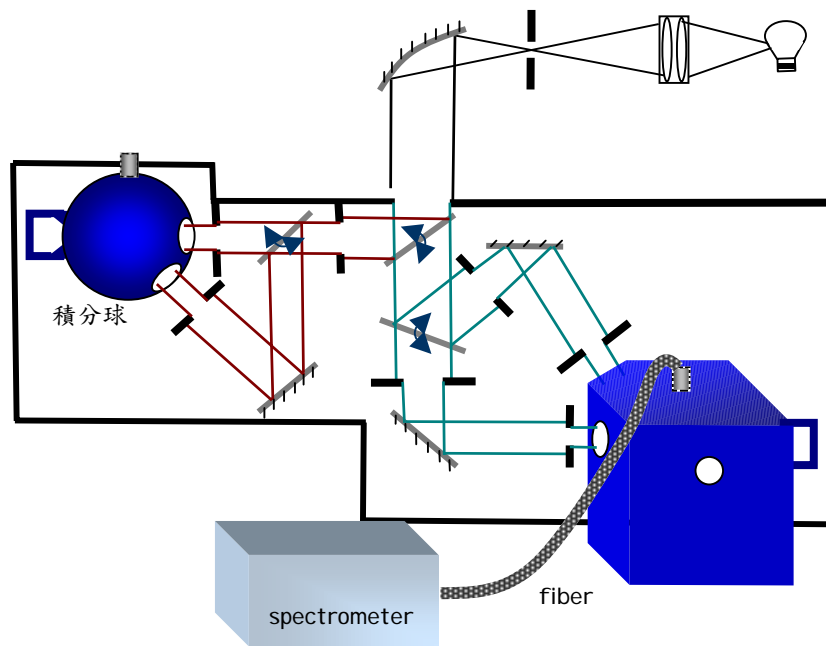 積分球
fiber
spectrometer